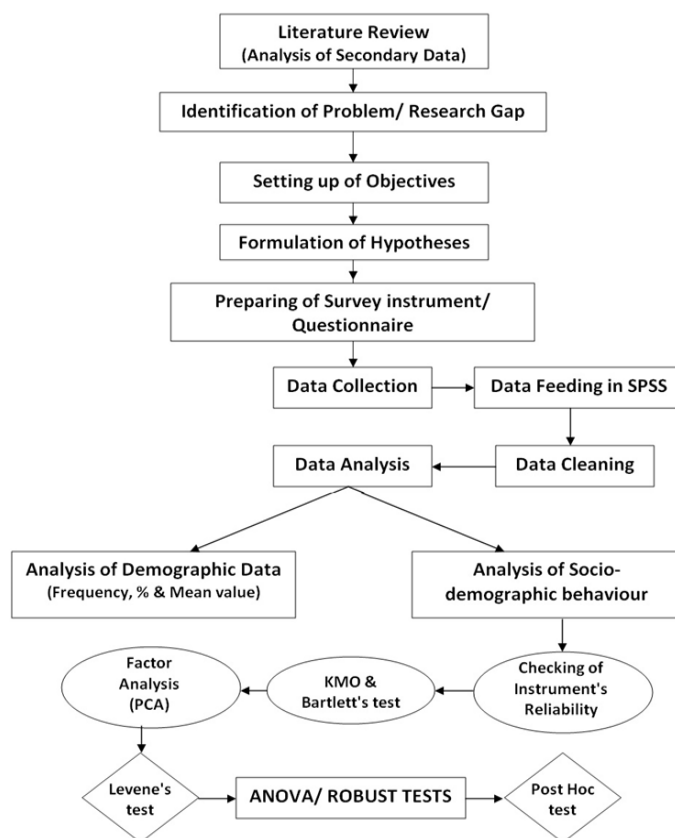 Literature Review
(Analysis of Secondary Data)
Identification of Problem/ Research Gap
Setting up of Objectives
Formulation of Hypotheses
Preparing of Survey instrument/
Questionnaire
Data Collection
Data Feeding in SPSS
Data Analysis
Data Cleaning
Analysis of Demographic Data
(Frequency, % & Mean value)
Analysis of Socio-
demographic behaviour
Factor
Analysis
(PCA)
KMO &
Bartlett's test
Checking of
Instrument's
Reliability
Levene's
test
ANOVA/ ROBUST TESTS
Post Hoc
test